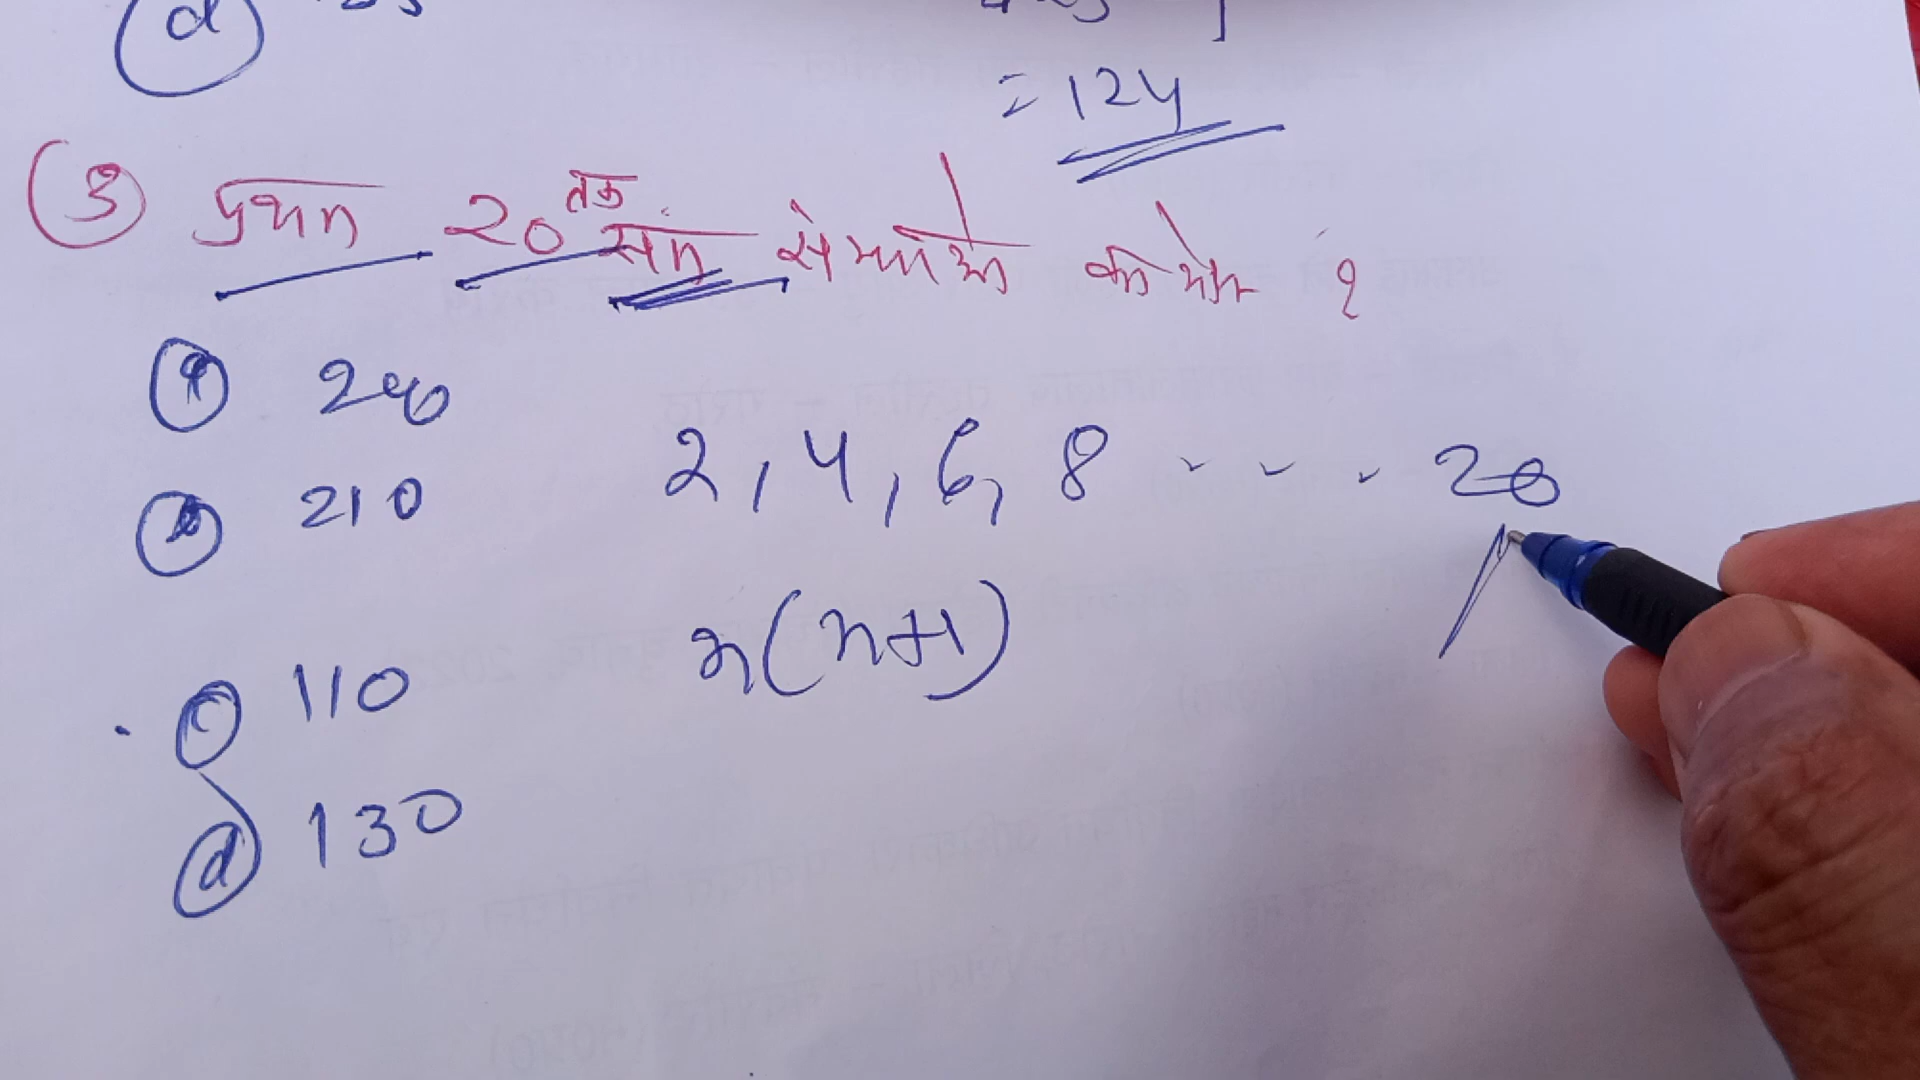 d
= 124
3 प्रथम 20 तक सम संख्याओ का योग ?
a 240
b 210
2, 4, 6, 8 - - - 20
n(n+1)
c 110
d 130